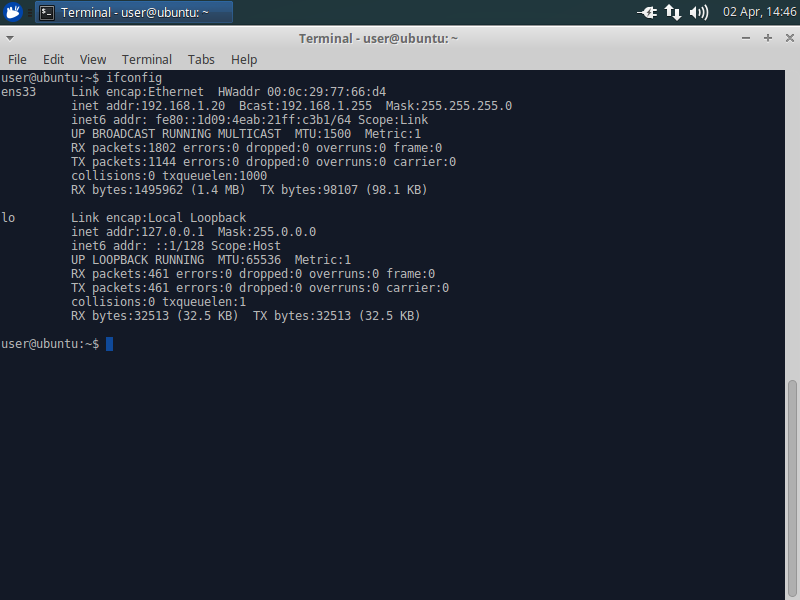 Terminal - user@ubuntu: ~
02 Apr, 14:46
Terminal - user@ubuntu: ~
File Edit View Terminal Tabs Help
user@ubuntu:~$ ifconfig
ens33     Link encap:Ethernet  HWaddr 00:0c:29:77:66:d4
          inet addr:192.168.1.20  Bcast:192.168.1.255  Mask:255.255.255.0
          inet6 addr: fe80::1d09:4eab:21ff:c3b1/64 Scope:Link
          UP BROADCAST RUNNING MULTICAST  MTU:1500  Metric:1
          RX packets:1802 errors:0 dropped:0 overruns:0 frame:0
          TX packets:1144 errors:0 dropped:0 overruns:0 carrier:0
          collisions:0 txqueuelen:1000
          RX bytes:1495962 (1.4 MB)  TX bytes:98107 (98.1 KB)

lo        Link encap:Local Loopback
          inet addr:127.0.0.1  Mask:255.0.0.0
          inet6 addr: ::1/128 Scope:Host
          UP LOOPBACK RUNNING  MTU:65536  Metric:1
          RX packets:461 errors:0 dropped:0 overruns:0 frame:0
          TX packets:461 errors:0 dropped:0 overruns:0 carrier:0
          collisions:0 txqueuelen:1
          RX bytes:32513 (32.5 KB)  TX bytes:32513 (32.5 KB)

user@ubuntu:~$